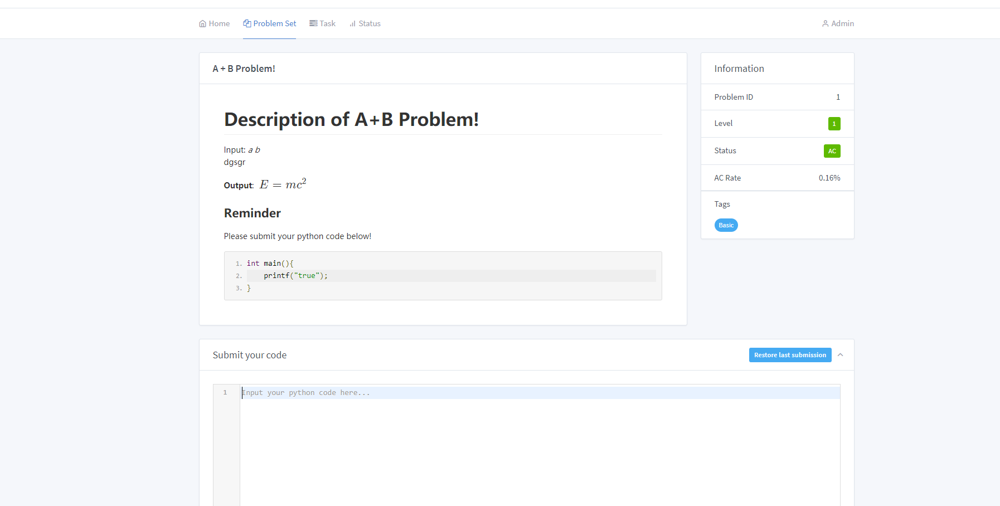 Home Problem Set Task Status Admin
A + B Problem!
Description of A+B Problem!
Input: a b
dgsgr
Output: E = mc²
Reminder
Please submit your python code below!
1. int main(){
2. printf("true");
3. }
Information
Problem ID 1
Level 1
Status AC
AC Rate 0.16%
Tags
Basic
Submit your code Restore last submission
1 Input your python code here...